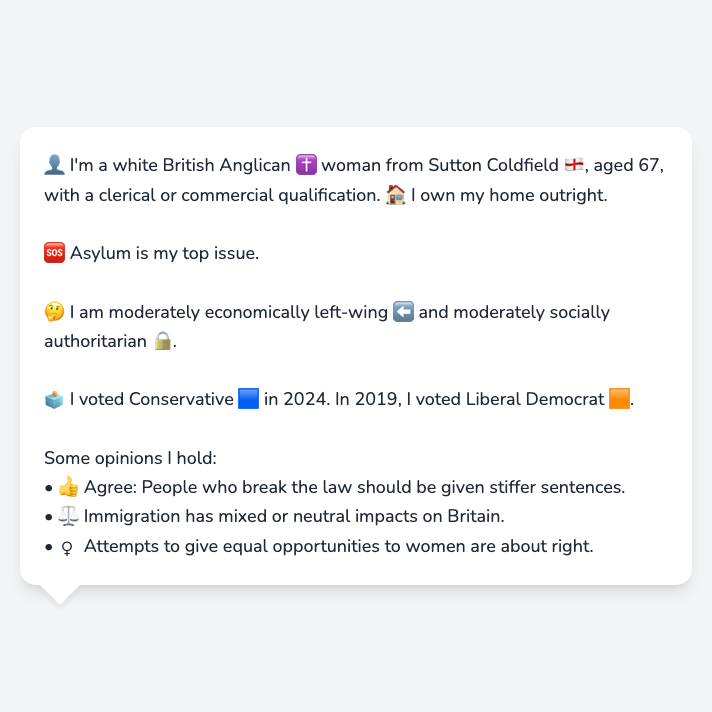 👤 I'm a white British Anglican ✝️ woman from Sutton Coldfield 🏴󠁧󠁢󠁥󠁮󠁧󠁿, aged 67,
with a clerical or commercial qualification. 🏠 I own my home outright.
🆘 Asylum is my top issue.
🤔 I am moderately economically left-wing ⬅️ and moderately socially
authoritarian 🔒.
🗳️ I voted Conservative 🟦 in 2024. In 2019, I voted Liberal Democrat 🟧.
Some opinions I hold:
• 👍 Agree: People who break the law should be given stiffer sentences.
• ⚖️ Immigration has mixed or neutral impacts on Britain.
• ♀ Attempts to give equal opportunities to women are about right.